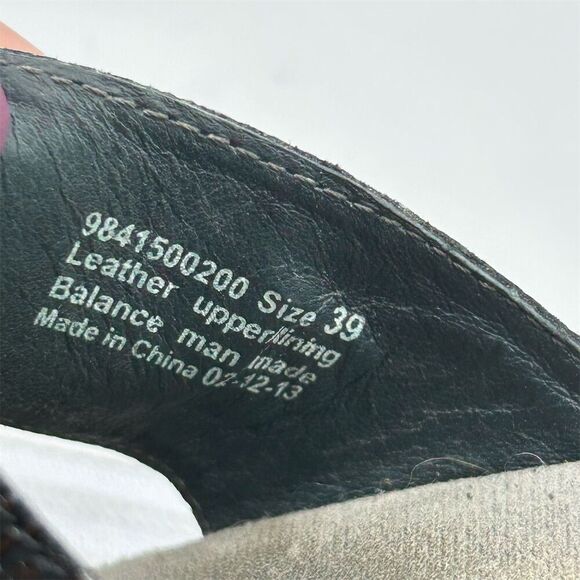 9841500200 Size 39
Leather upper/lining
Balance man made
Made in China 02-12-13